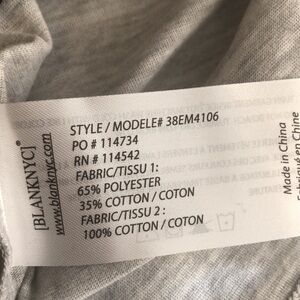 [BLANKNYC]
www.blanknyc.com
STYLE / MODELE# 38EM4106
PO # 114734
RN # 114542
FABRIC/TISSU 1:
65% POLYESTER
35% COTTON / COTON
FABRIC/TISSU 2 :
100% COTTON / COTON
Made in China
Fabriqué en Chine